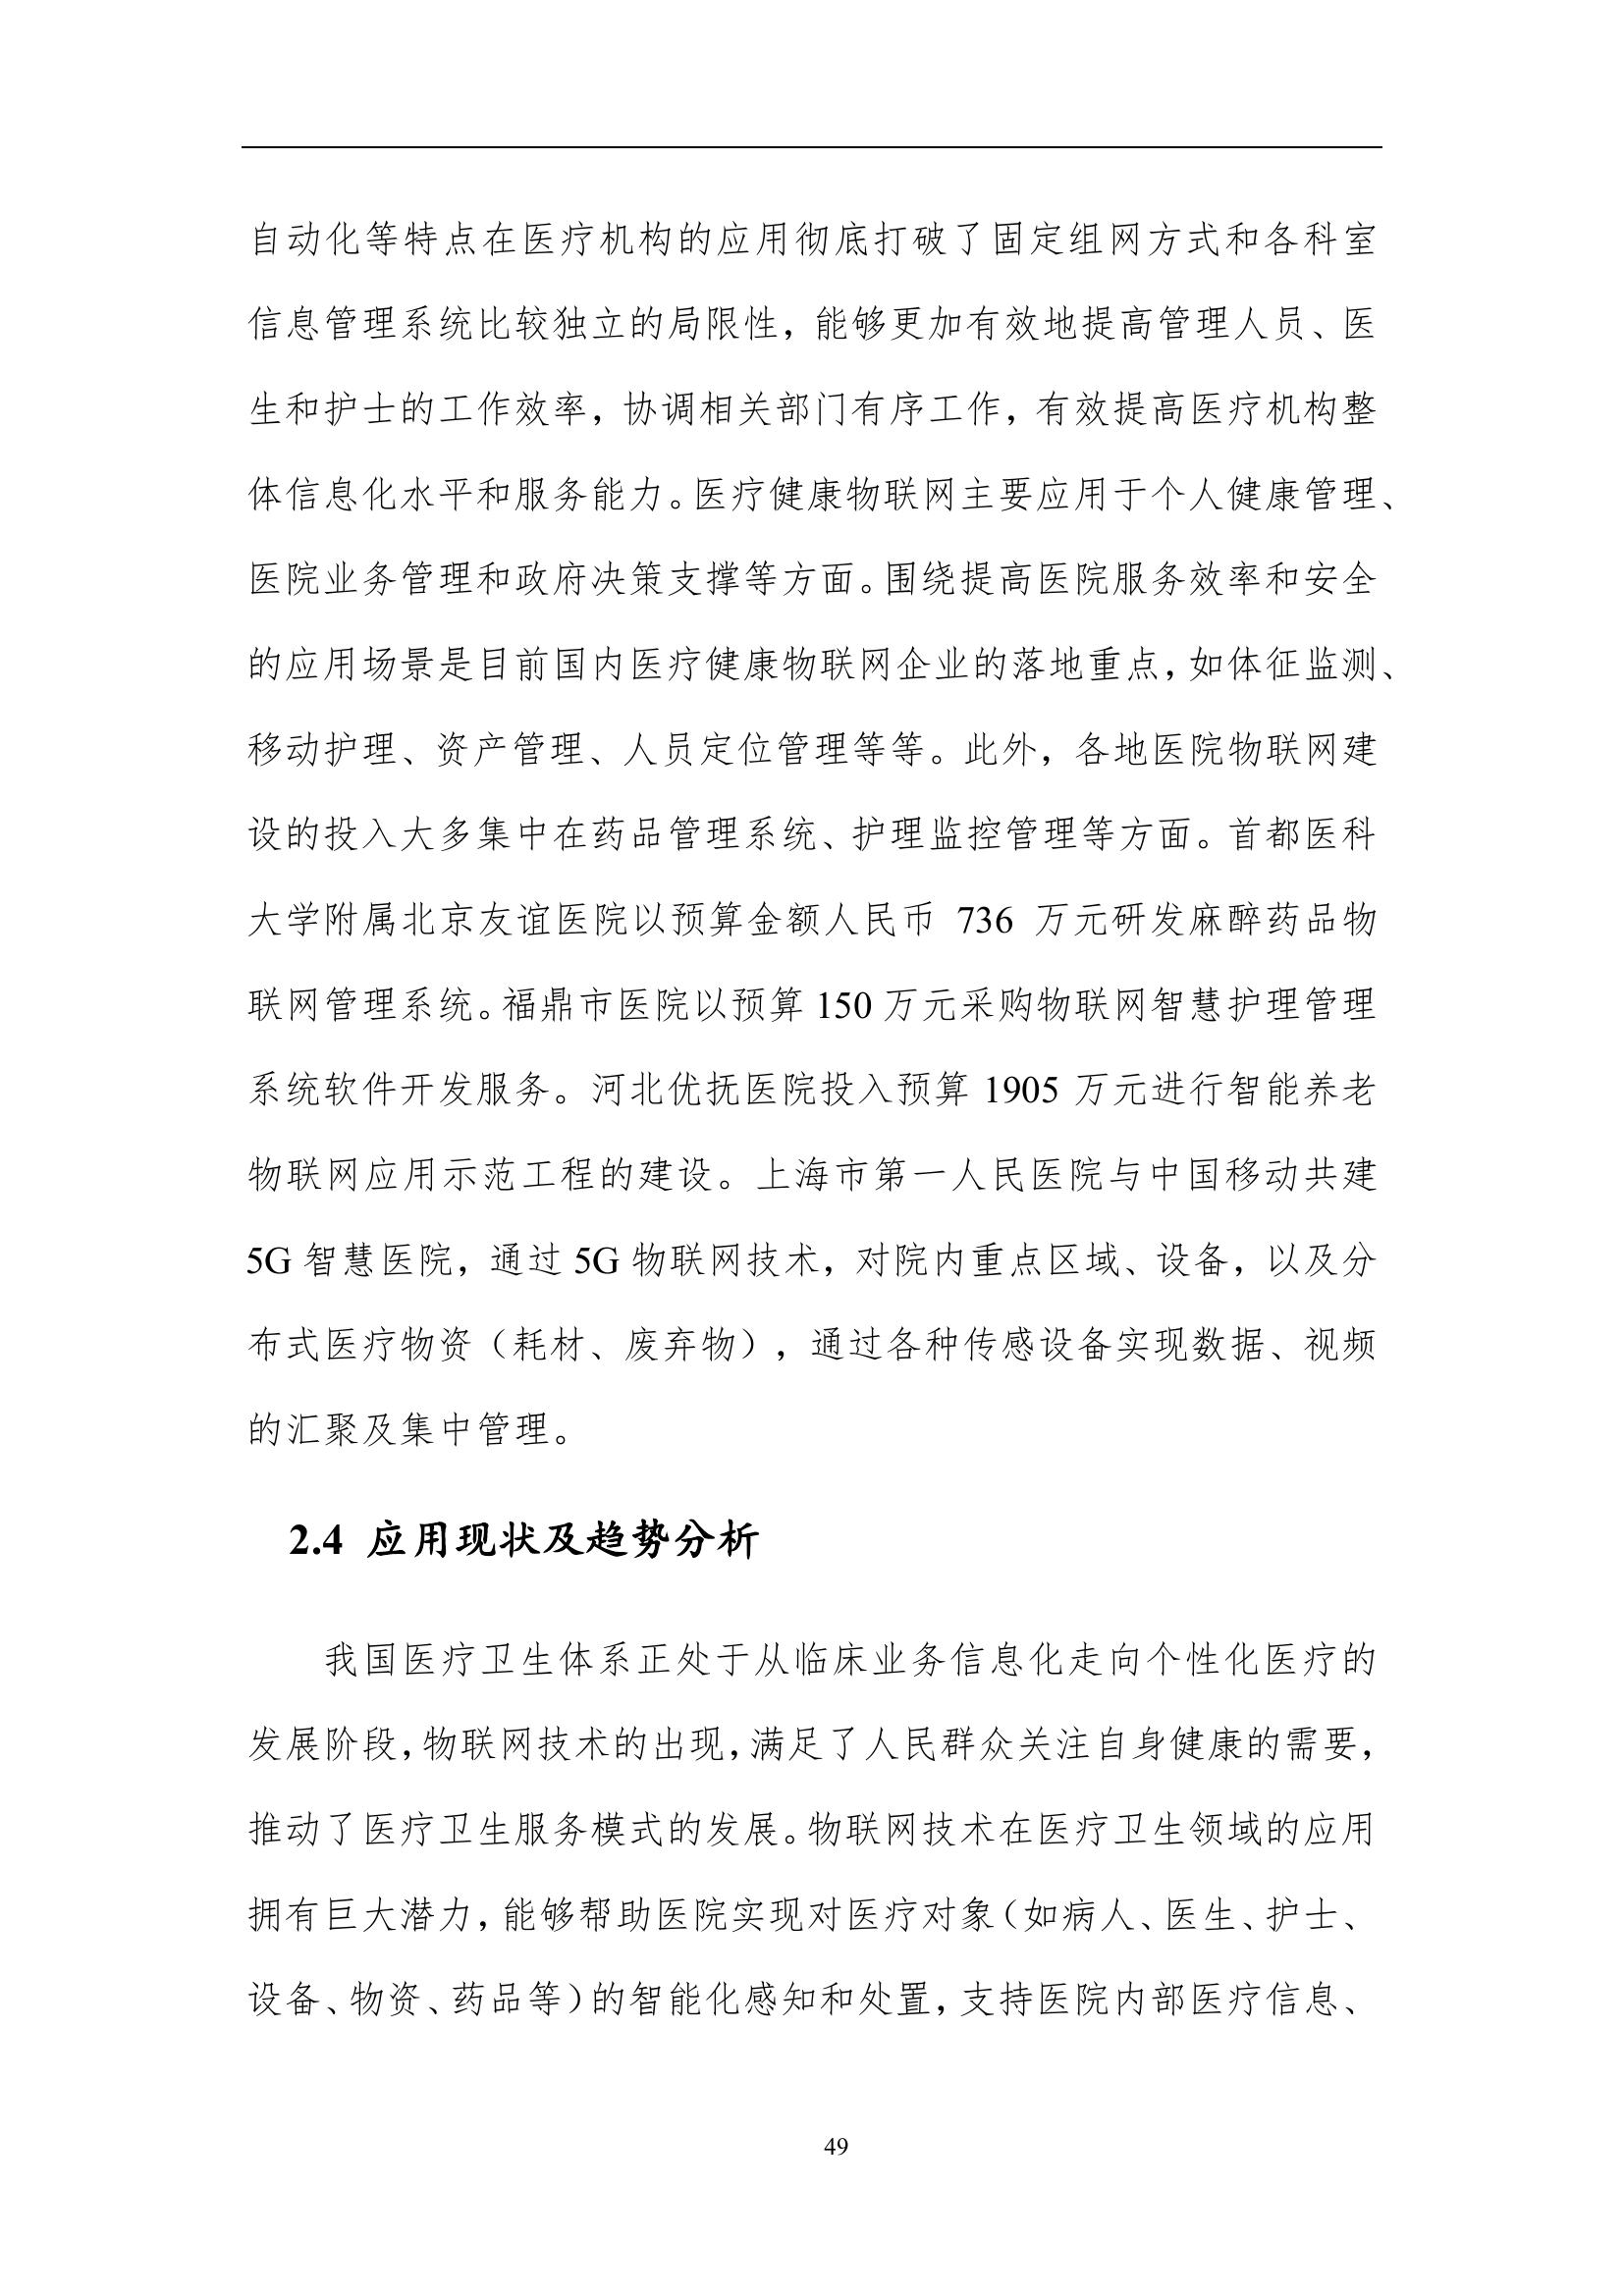 自动化等特点在医疗机构的应用彻底打破了固定组网方式和各科室
信息管理系统比较独立的局限性，能够更加有效地提高管理人员、医
生和护士的工作效率，协调相关部门有序工作，有效提高医疗机构整
体信息化水平和服务能力。医疗健康物联网主要应用于个人健康管理、
医院业务管理和政府决策支撑等方面。围绕提高医院服务效率和安全
的应用场景是目前国内医疗健康物联网企业的落地重点，如体征监测、
移动护理、资产管理、人员定位管理等等。此外，各地医院物联网建
设的投入大多集中在药品管理系统、护理监控管理等方面。首都医科
大学附属北京友谊医院以预算金额人民币 736 万元研发麻醉药品物
联网管理系统。福鼎市医院以预算 150 万元采购物联网智慧护理管理
系统软件开发服务。河北优抚医院投入预算 1905 万元进行智能养老
物联网应用示范工程的建设。上海市第一人民医院与中国移动共建
5G 智慧医院，通过 5G 物联网技术，对院内重点区域、设备，以及分
布式医疗物资（耗材、废弃物），通过各种传感设备实现数据、视频
的汇聚及集中管理。
2.4 应用现状及趋势分析
我国医疗卫生体系正处于从临床业务信息化走向个性化医疗的
发展阶段，物联网技术的出现，满足了人民群众关注自身健康的需要，
推动了医疗卫生服务模式的发展。物联网技术在医疗卫生领域的应用
拥有巨大潜力，能够帮助医院实现对医疗对象（如病人、医生、护士、
设备、物资、药品等）的智能化感知和处置，支持医院内部医疗信息、
49